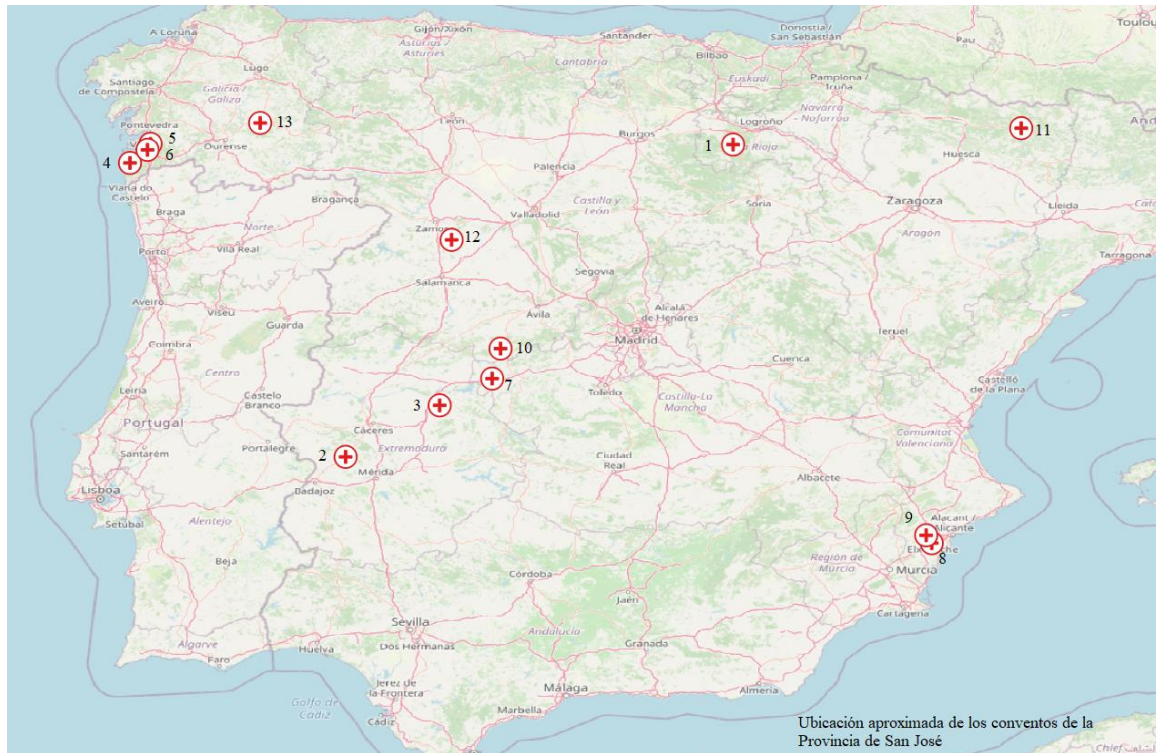 A Coruña
Gijón/Xixón
Santander
Donostia /
San Sebastián
Toulou
Bilbao
Pau
Asturias /
Asturies
Cantabria
Euskadi
Lugo
Santiago
de Compostela
Galicia
Galiza
Pamplona /
Iruña
Navarra
- Nafarroa
León
Logroño
Burgos
La Rioja
Pontevedra
Ourense
13
5
6
4
1
11
Huesca
And
Palencia
Viana do
Castelo
Bragança
Braga
Norte
Valladolid
Castilla y
León
Soria
Zaragoza
Lleida
Cata
Zamora
12
Vila Real
Porto
Aragón
Tarragona
Salamanca
Segovia
Aveiro
Viseu
Ávila
Alcalá
de Henares
Guarda
Madrid
Teruel
Coimbra
10
Cuenca
7
Centro
Toledo
Castelló
de la Plana
Leiria
Castelo
Branco
3
Castilla-La
Mancha
Portugal
Cáceres
Comunitat
Valenciana
Santarém
Portalegre
Extremadura
2
Ciudad
Real
Mérida
Albacete
Badajoz
Lisboa
Setúbal
Alentejo
9
Alacant /
Alicante
Elx
che
8
Beja
Región de
Murcia
Murcia
Córdoba
Jaén
Cartagena
Sevilla
Andalucía
Algarve
Huelva
Dos Hermanas
Granada
Faro
Jerez de
la Frontera
Málaga
Almería
Golfo de
Cádiz
Cádiz
Marbella
Ubicación aproximada de los conventos de la
Provincia de San José